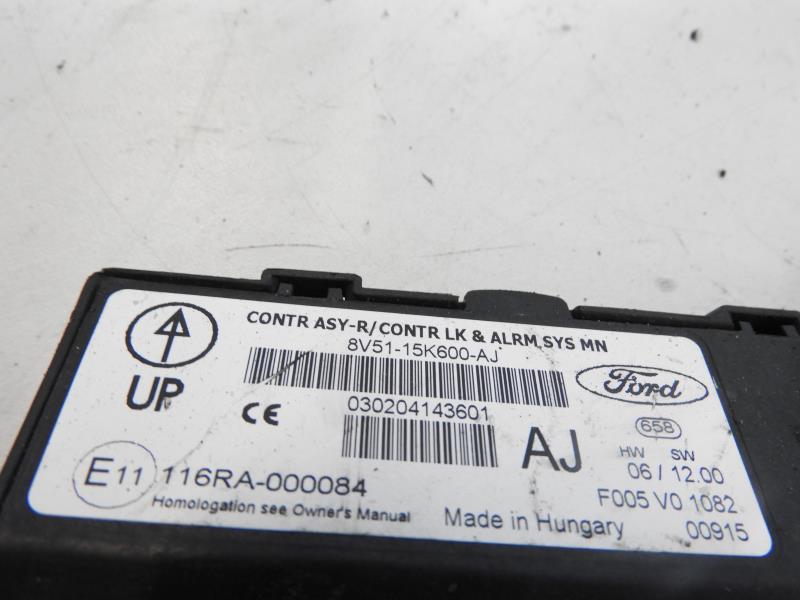 CONTR ASY-R/CONTR LK & ALRM SYS MN
8V51-15K600-AJ
UP
Ford
CE
030204143601
AJ
658
HW SW
06 / 12.00
E11 116RA-000084
F005 V0 1082
Homologation see Owner's Manual
Made in Hungary
00915